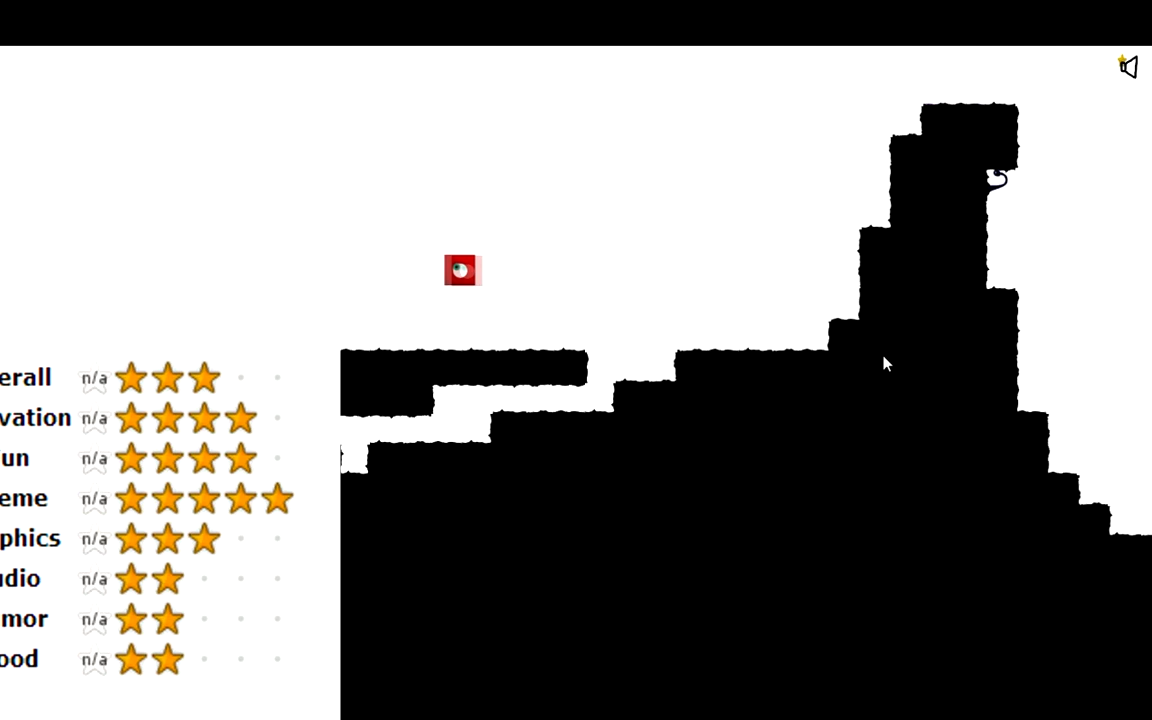 erall n/a
vation n/a
un n/a
eme n/a
phics n/a
udio n/a
mor n/a
ood n/a